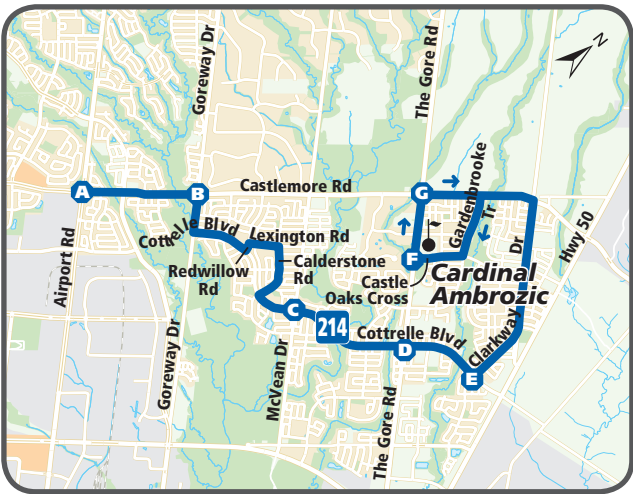 Goreway Dr
The Gore Rd
N
A
B
Castlemore Rd
G
Gardenbrooke
Tr
Cottrelle Blvd
Lexington Rd
Redwillow
Rd
Calderstone
Rd
F
Castle
Oaks Cross
Cardinal
Ambrozic
Dr
Hwy 50
Airport Rd
C
214
Cottrelle Blvd
D
Clarkway
E
Goreway Dr
McVean Dr
The Gore Rd